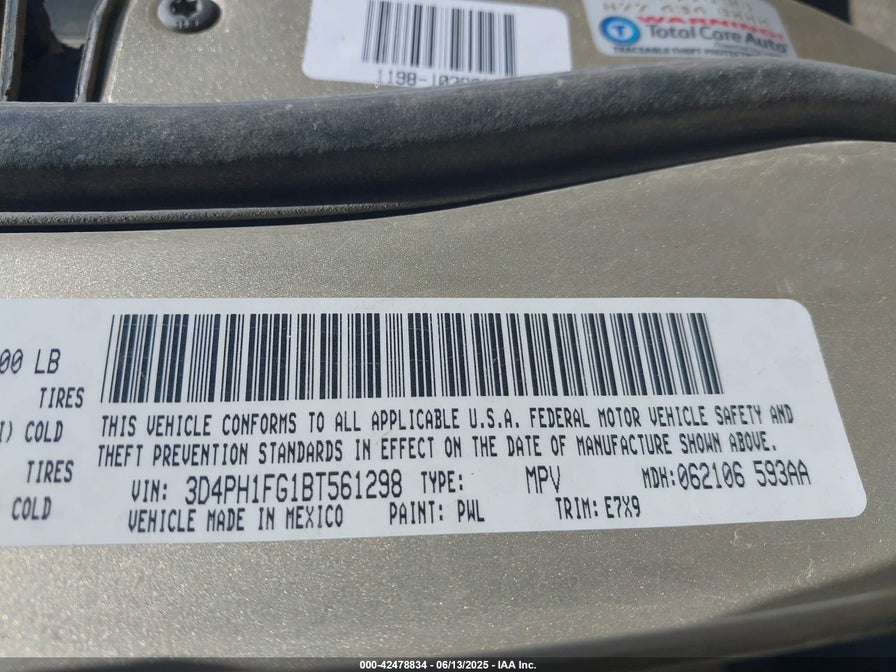 WARNING!
Total Core Auto
1198-
00 LB
TIRES
COLD
TIRES
COLD
THIS VEHICLE CONFORMS TO ALL APPLICABLE U.S.A. FEDERAL MOTOR VEHICLE SAFETY AND
THEFT PREVENTION STANDARDS IN EFFECT ON THE DATE OF MANUFACTURE SHOWN ABOVE.
VIN: 3D4PH1FG1BT561298 TYPE: MPV MDH:062106 593AA
VEHICLE MADE IN MEXICO PAINT: PWL TRIM: E7X9
000-42478834 - 06/13/2025 - IAA Inc.